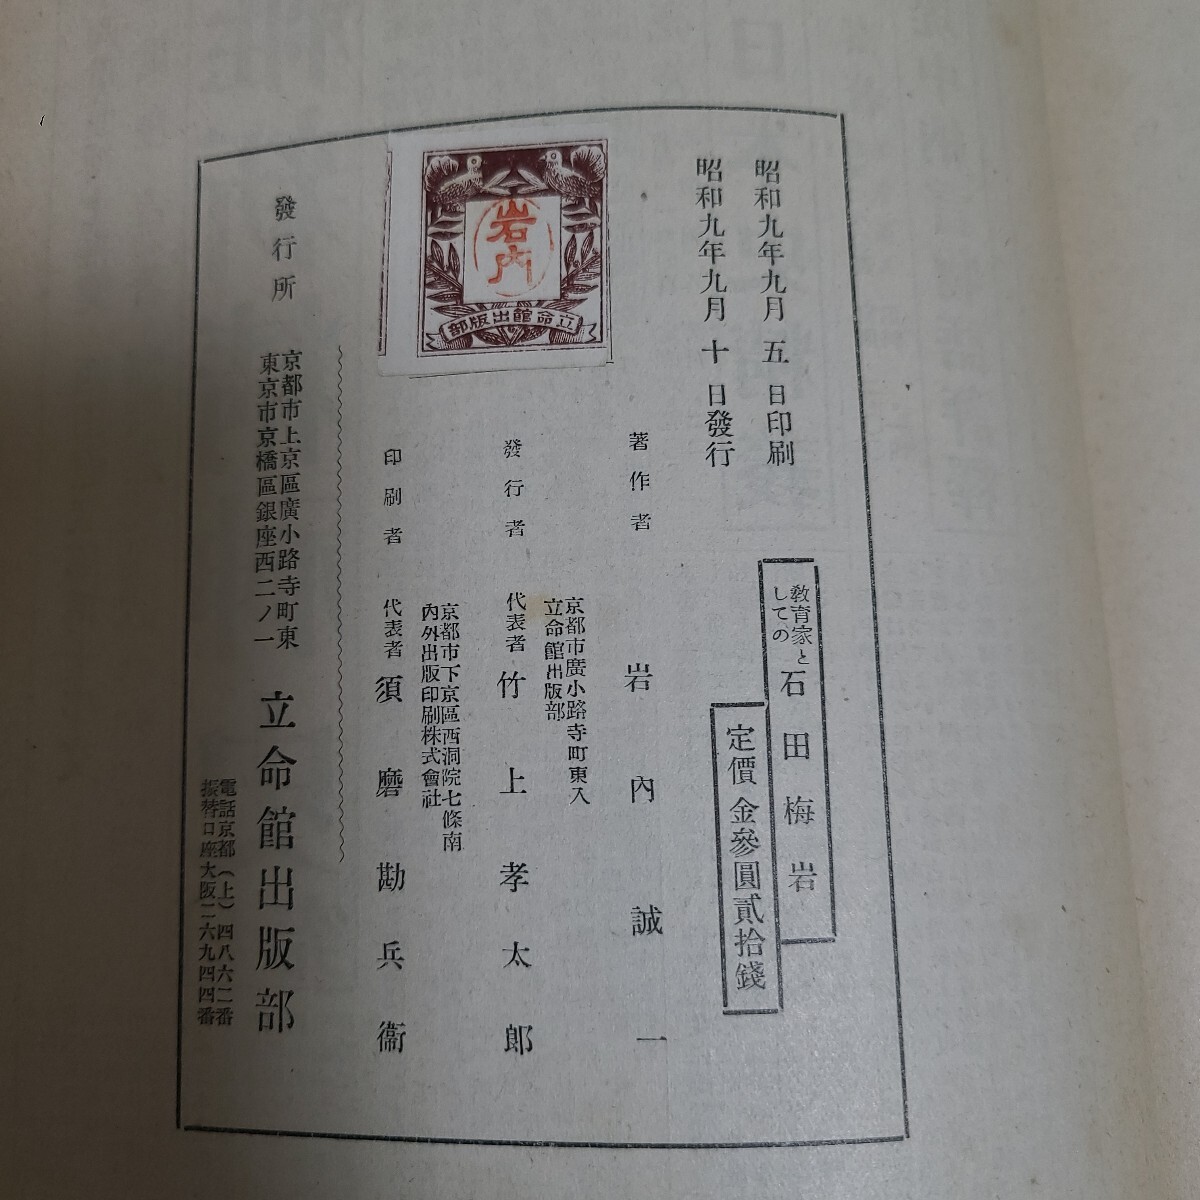 昭和九年九月五日印刷
昭和九年九月十日發行
教育家と
しての
石田梅岩
定價金參圓貳拾錢
著作者 岩內誠一
京都市廣小路寺町東入
立命館出版部
發行者 代表者 竹上孝太郎
京都市下京區西洞院七條南
內外出版印刷株式會社
印刷者 代表者 須磨勘兵衞
岩内
立命館出版部
發行所
京都市上京區廣小路寺町東
東京市京橋區銀座西二ノ一
立命館出版部
電話京都(上)四八六二番
振替口座大阪二六九四四番